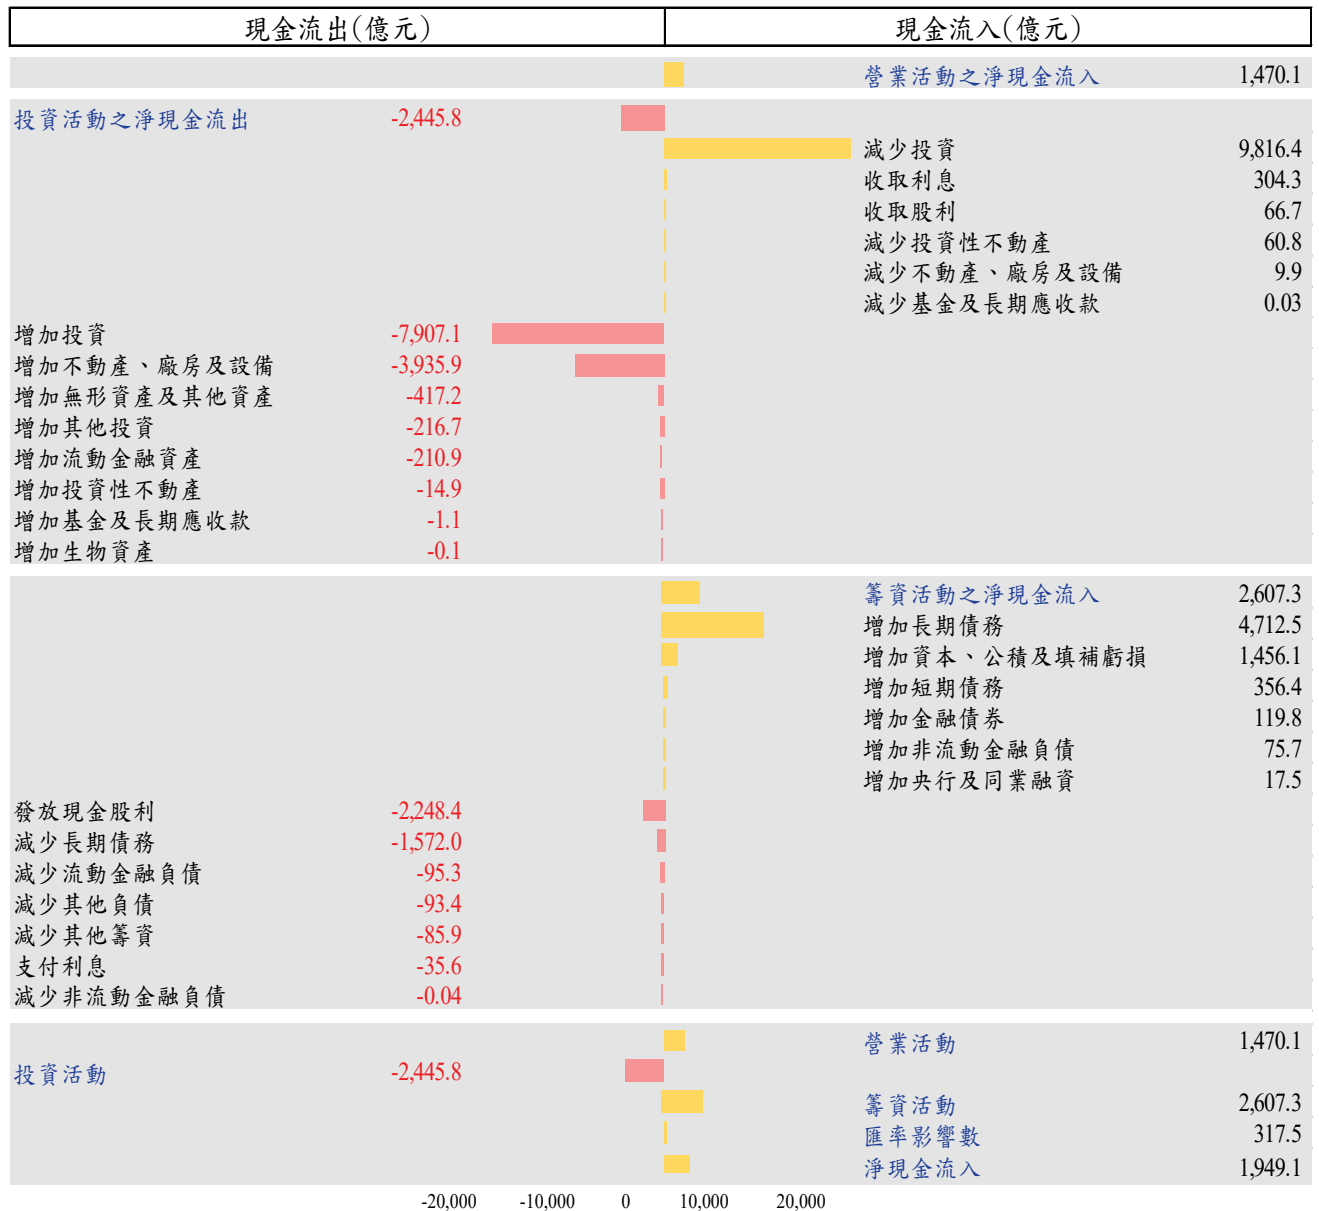 現金流出(億元) 現金流入(億元)
營業活動之淨現金流入 1,470.1
投資活動之淨現金流出 -2,445.8
減少投資 9,816.4
收取利息 304.3
收取股利 66.7
減少投資性不動產 60.8
減少不動產、廠房及設備 9.9
減少基金及長期應收款 0.03
增加投資 -7,907.1
增加不動產、廠房及設備 -3,935.9
增加無形資產及其他資產 -417.2
增加其他投資 -216.7
增加流動金融資產 -210.9
增加投資性不動產 -14.9
增加基金及長期應收款 -1.1
增加生物資產 -0.1
籌資活動之淨現金流入 2,607.3
增加長期債務 4,712.5
增加資本、公積及填補虧損 1,456.1
增加短期債務 356.4
增加金融債券 119.8
增加非流動金融負債 75.7
增加央行及同業融資 17.5
發放現金股利 -2,248.4
減少長期債務 -1,572.0
減少流動金融負債 -95.3
減少其他負債 -93.4
減少其他籌資 -85.9
支付利息 -35.6
減少非流動金融負債 -0.04
營業活動 1,470.1
投資活動 -2,445.8
籌資活動 2,607.3
匯率影響數 317.5
淨現金流入 1,949.1
-20,000 -10,000 0 10,000 20,000